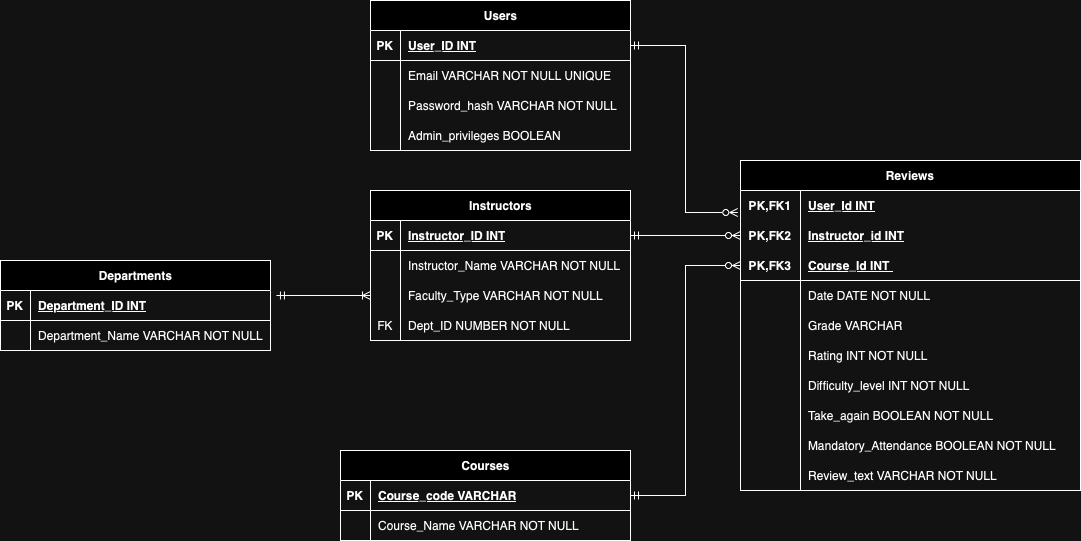 Users
PK User_ID INT
Email VARCHAR NOT NULL UNIQUE
Password_hash VARCHAR NOT NULL
Admin_privileges BOOLEAN
Instructors
PK Instructor_ID INT
Instructor_Name VARCHAR NOT NULL
Faculty_Type VARCHAR NOT NULL
FK Dept_ID NUMBER NOT NULL
Departments
PK Department_ID INT
Department_Name VARCHAR NOT NULL
Courses
PK Course_code VARCHAR
Course_Name VARCHAR NOT NULL
Reviews
PK,FK1 User_Id INT
PK,FK2 Instructor_id INT
PK,FK3 Course_Id INT
Date DATE NOT NULL
Grade VARCHAR
Rating INT NOT NULL
Difficulty_level INT NOT NULL
Take_again BOOLEAN NOT NULL
Mandatory_Attendance BOOLEAN NOT NULL
Review_text VARCHAR NOT NULL